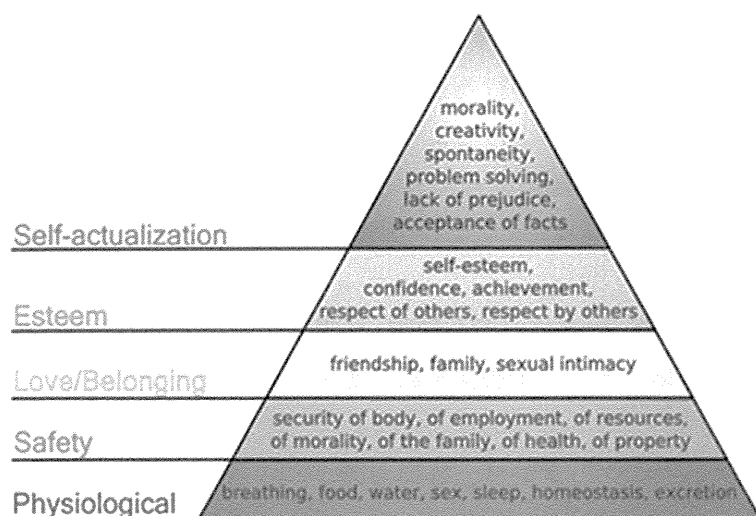 morality,
creativity,
spontaneity,
problem solving,
lack of prejudice,
acceptance of facts
Self-actualization
self-esteem,
confidence, achievement,
respect of others, respect by others
Esteem
friendship, family, sexual intimacy
Love/Belonging
security of body, of employment, of resources,
of morality, of the family, of health, of property
Safety
breathing, food, water, sex, sleep, homeostasis, excretion
Physiological